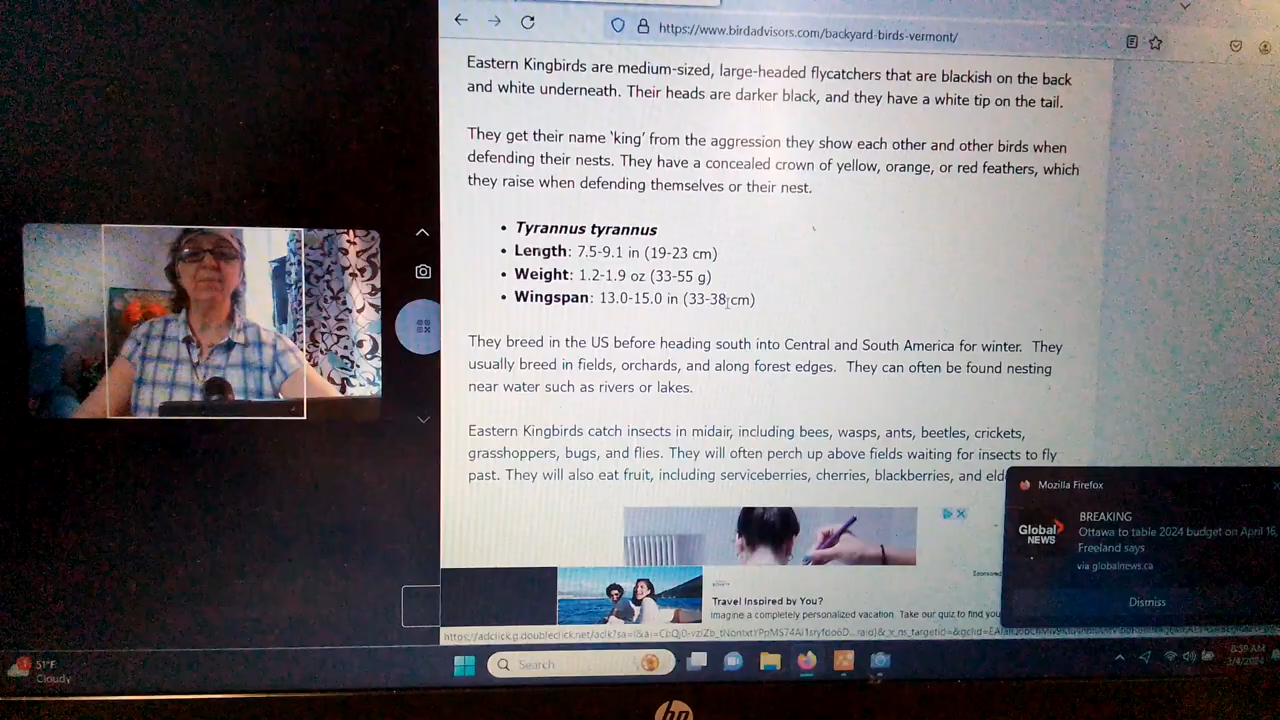 https://www.birdadvisors.com/backyard-birds-vermont/
Eastern Kingbirds are medium-sized, large-headed flycatchers that are blackish on the back
and white underneath. Their heads are darker black, and they have a white tip on the tail.
They get their name ‘king’ from the aggression they show each other and other birds when
defending their nests. They have a concealed crown of yellow, orange, or red feathers, which
they raise when defending themselves or their nest.
• Tyrannus tyrannus
• Length: 7.5-9.1 in (19-23 cm)
• Weight: 1.2-1.9 oz (33-55 g)
• Wingspan: 13.0-15.0 in (33-38 cm)
They breed in the US before heading south into Central and South America for winter. They
usually breed in fields, orchards, and along forest edges. They can often be found nesting
near water such as rivers or lakes.
Eastern Kingbirds catch insects in midair, including bees, wasps, ants, beetles, crickets,
grasshoppers, bugs, and flies. They will often perch up above fields waiting for insects to fly
past. They will also eat fruit, including serviceberries, cherries, blackberries, and eld
Mozilla Firefox
Global NEWS
BREAKING
Ottawa to table 2024 budget on April 16,
Freeland says
via globalnews.ca
Dismiss
Sponsored
Travel Inspired by You?
Imagine a completely personalized vacation. Take our quiz to find you
51°F
Cloudy
Search
8:59 AM
3/4/2024
hp